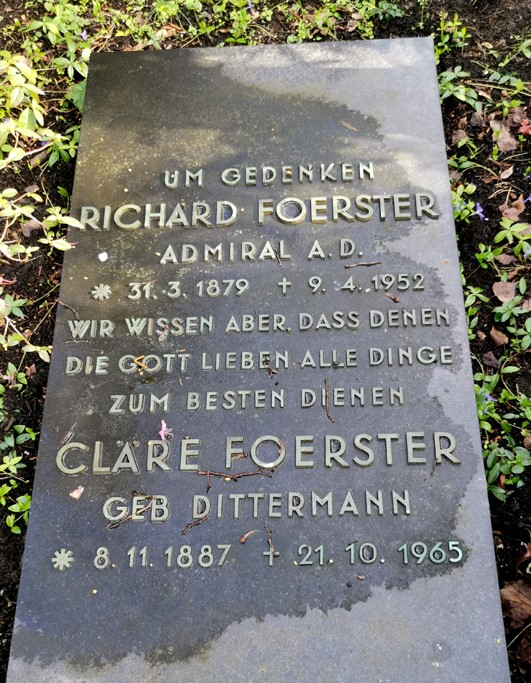 UM GEDENKEN
RICHARD FOERSTER
ADMIRAL A.D.
* 31.3.1879 + 9.4.1952
WIR WISSEN ABER, DASS DENEN
DIE GOTT LIEBEN ALLE DINGE
ZUM BESTEN DIENEN
CLÄRE FOERSTER
GEB DITTERMANN
* 8.11.1887 + 21.10.1965